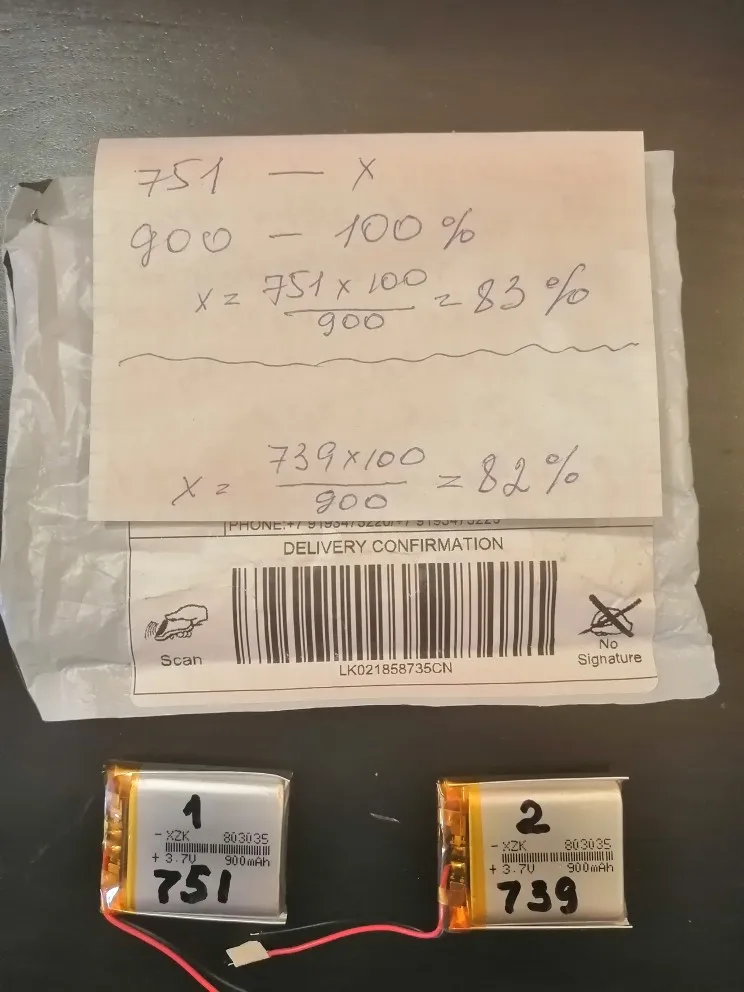 751 — x
900 — 100%
x = 751 x 100 / 900 = 83%
x = 739 x 100 / 900 = 82%
DELIVERY CONFIRMATION
Scan
LK021858735CN
No
Signature
1
- XZK 803035
+ 3.7V 900mAh
751
2
- XZK 803035
+ 3.7V 900mAh
739